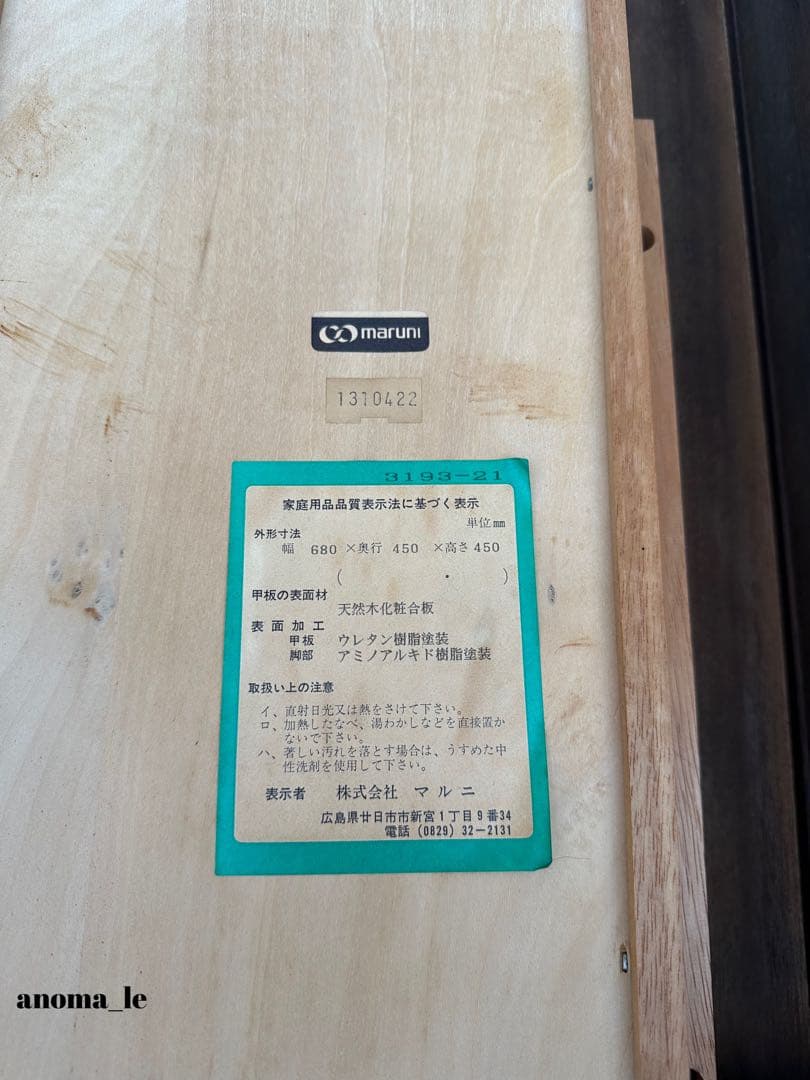 maruni
1310422
3193-21
家庭用品品質表示法に基づく表示
単位mm
外形寸法
幅 680 ×奥行 450 ×高さ 450
( ・ )
甲板の表面材
天然木化粧合板
表面加工
甲板 ウレタン樹脂塗装
脚部 アミノアルキド樹脂塗装
取扱い上の注意
イ、直射日光又は熱をさけて下さい。
ロ、加熱したなべ、湯わかしなどを直接置か
ないで下さい。
ハ、著しい汚れを落とす場合は、うすめた中
性洗剤を使用して下さい。
表示者 株式会社 マルニ
広島県廿日市市新宮1丁目9番34
電話 (0829) 32-2131
anoma_le